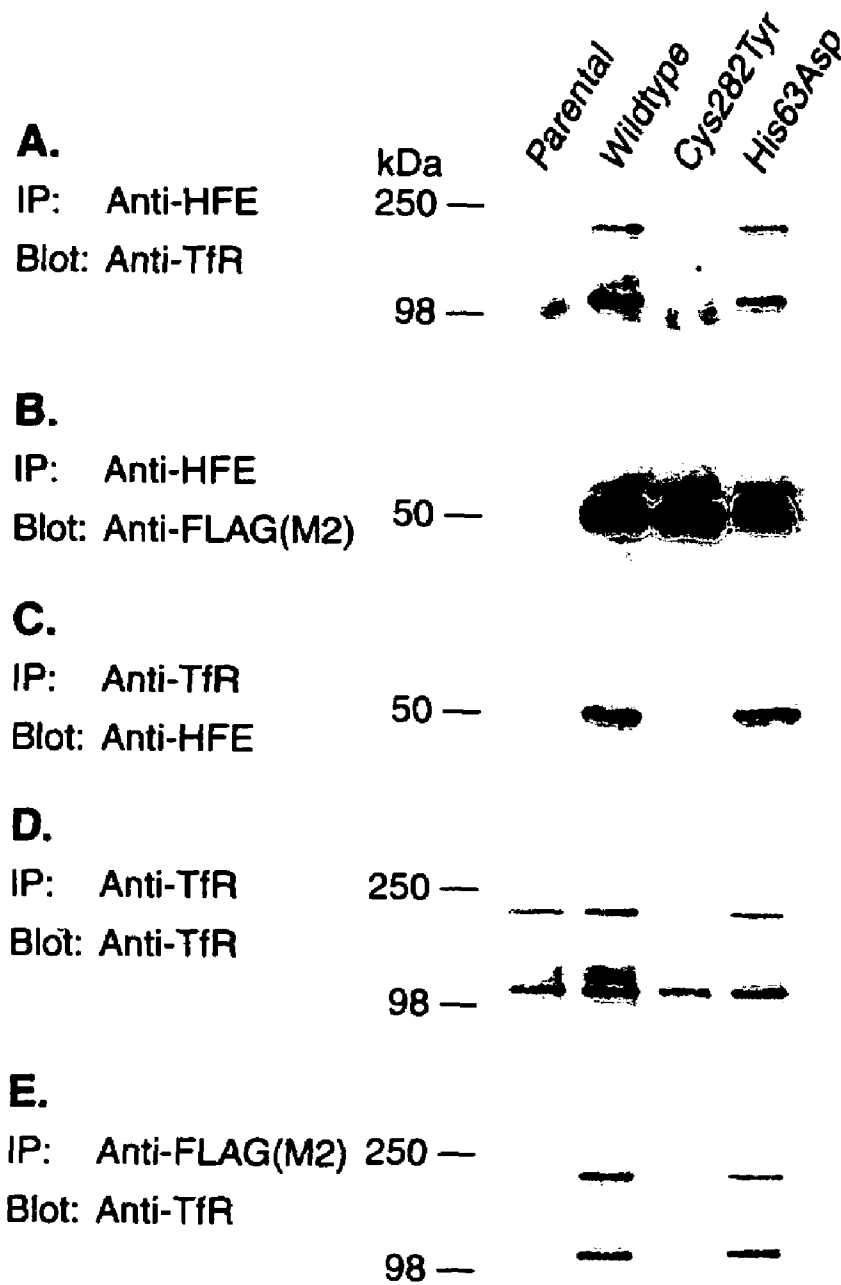 Parental Wildtype Cys282Tyr His63Asp
A.
kDa
IP: Anti-HFE 250
Blot: Anti-TfR
98
B.
IP: Anti-HFE
Blot: Anti-FLAG(M2) 50
C.
IP: Anti-TfR
50
Blot: Anti-HFE
D.
IP: Anti-TfR 250
Blot: Anti-TfR
98
E.
IP: Anti-FLAG(M2) 250
Blot: Anti-TfR
98